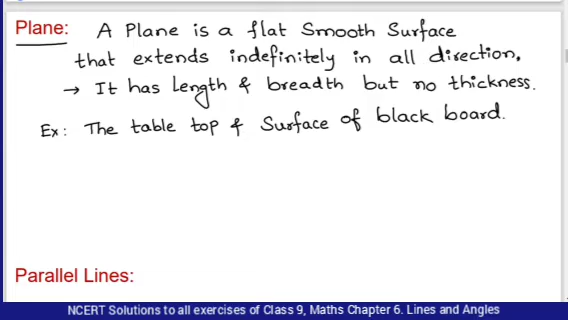 Plane: A Plane is a flat Smooth Surface
that extends indefinitely in all direction.
→ It has length & breadth but no thickness.
Ex: The table top & Surface of black board.
Parallel Lines:
NCERT Solutions to all exercises of Class 9, Maths Chapter 6. Lines and Angles